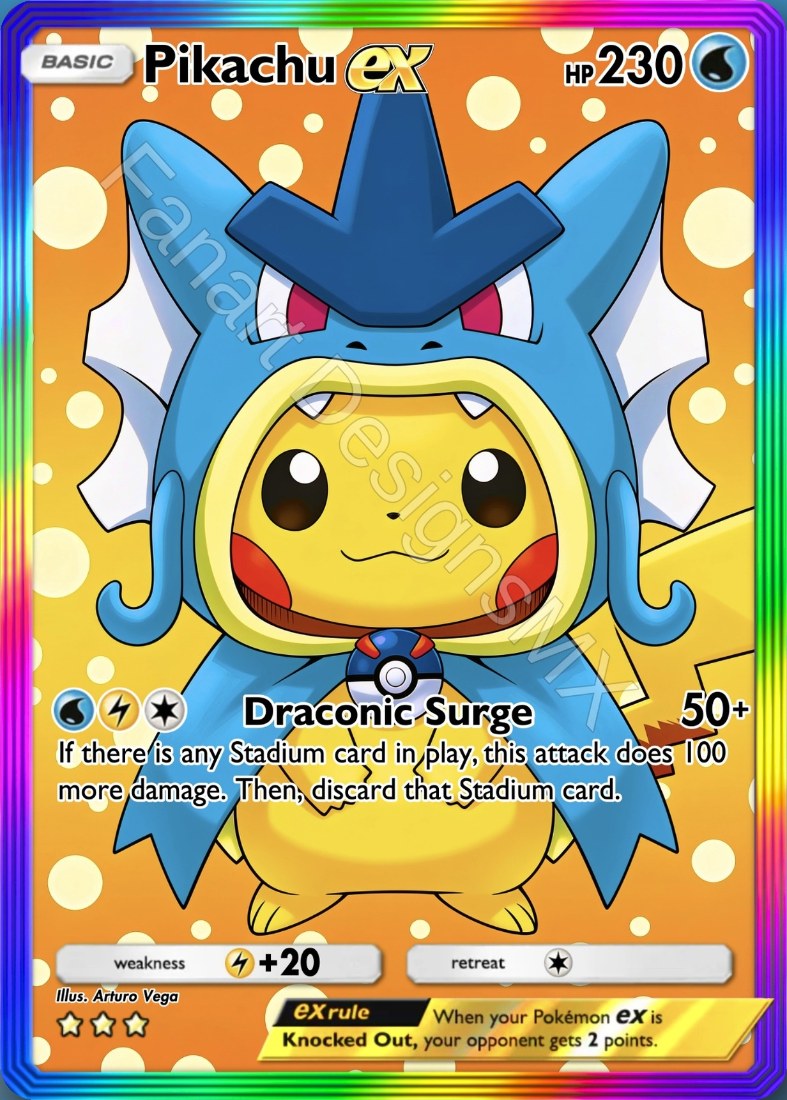 BASIC Pikachu ex HP 230
Fanart DesignsMX
Draconic Surge 50+
If there is any Stadium card in play, this attack does 100
more damage. Then, discard that Stadium card.
weakness +20 retreat
Illus. Arturo Vega
ex rule When your Pokémon ex is
Knocked Out, your opponent gets 2 points.